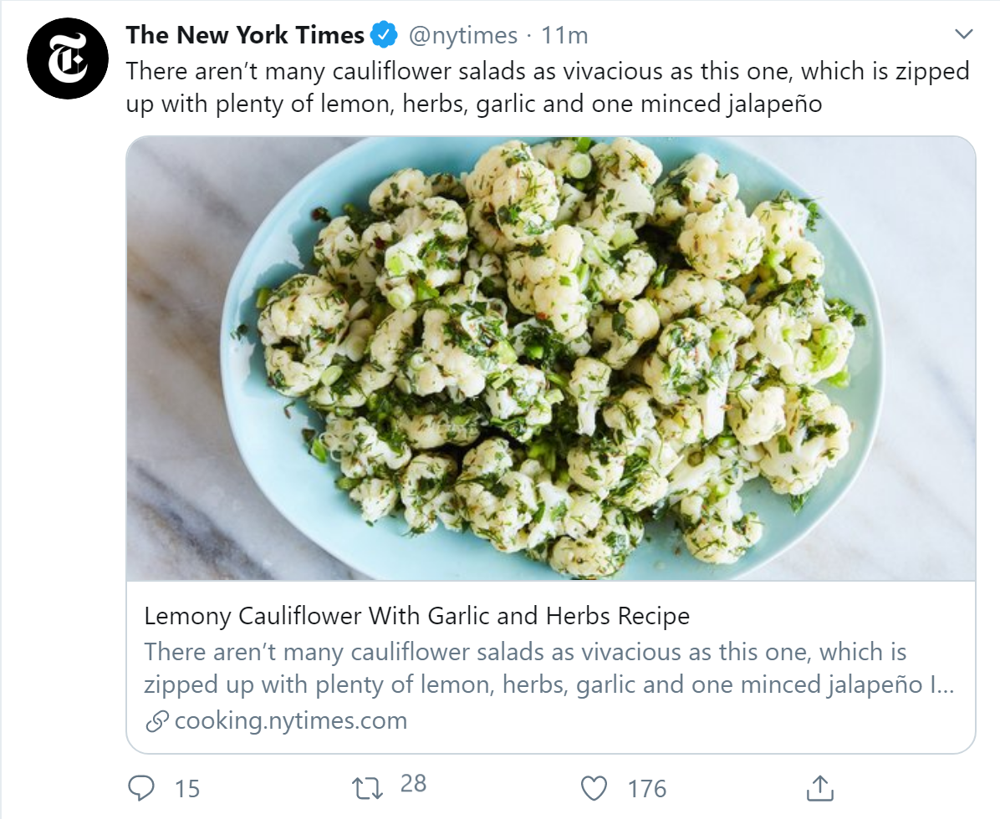 The New York Times @nytimes · 11m
There aren’t many cauliflower salads as vivacious as this one, which is zipped
up with plenty of lemon, herbs, garlic and one minced jalapeño
Lemony Cauliflower With Garlic and Herbs Recipe
There aren’t many cauliflower salads as vivacious as this one, which is
zipped up with plenty of lemon, herbs, garlic and one minced jalapeño I...
cooking.nytimes.com
15 28 176